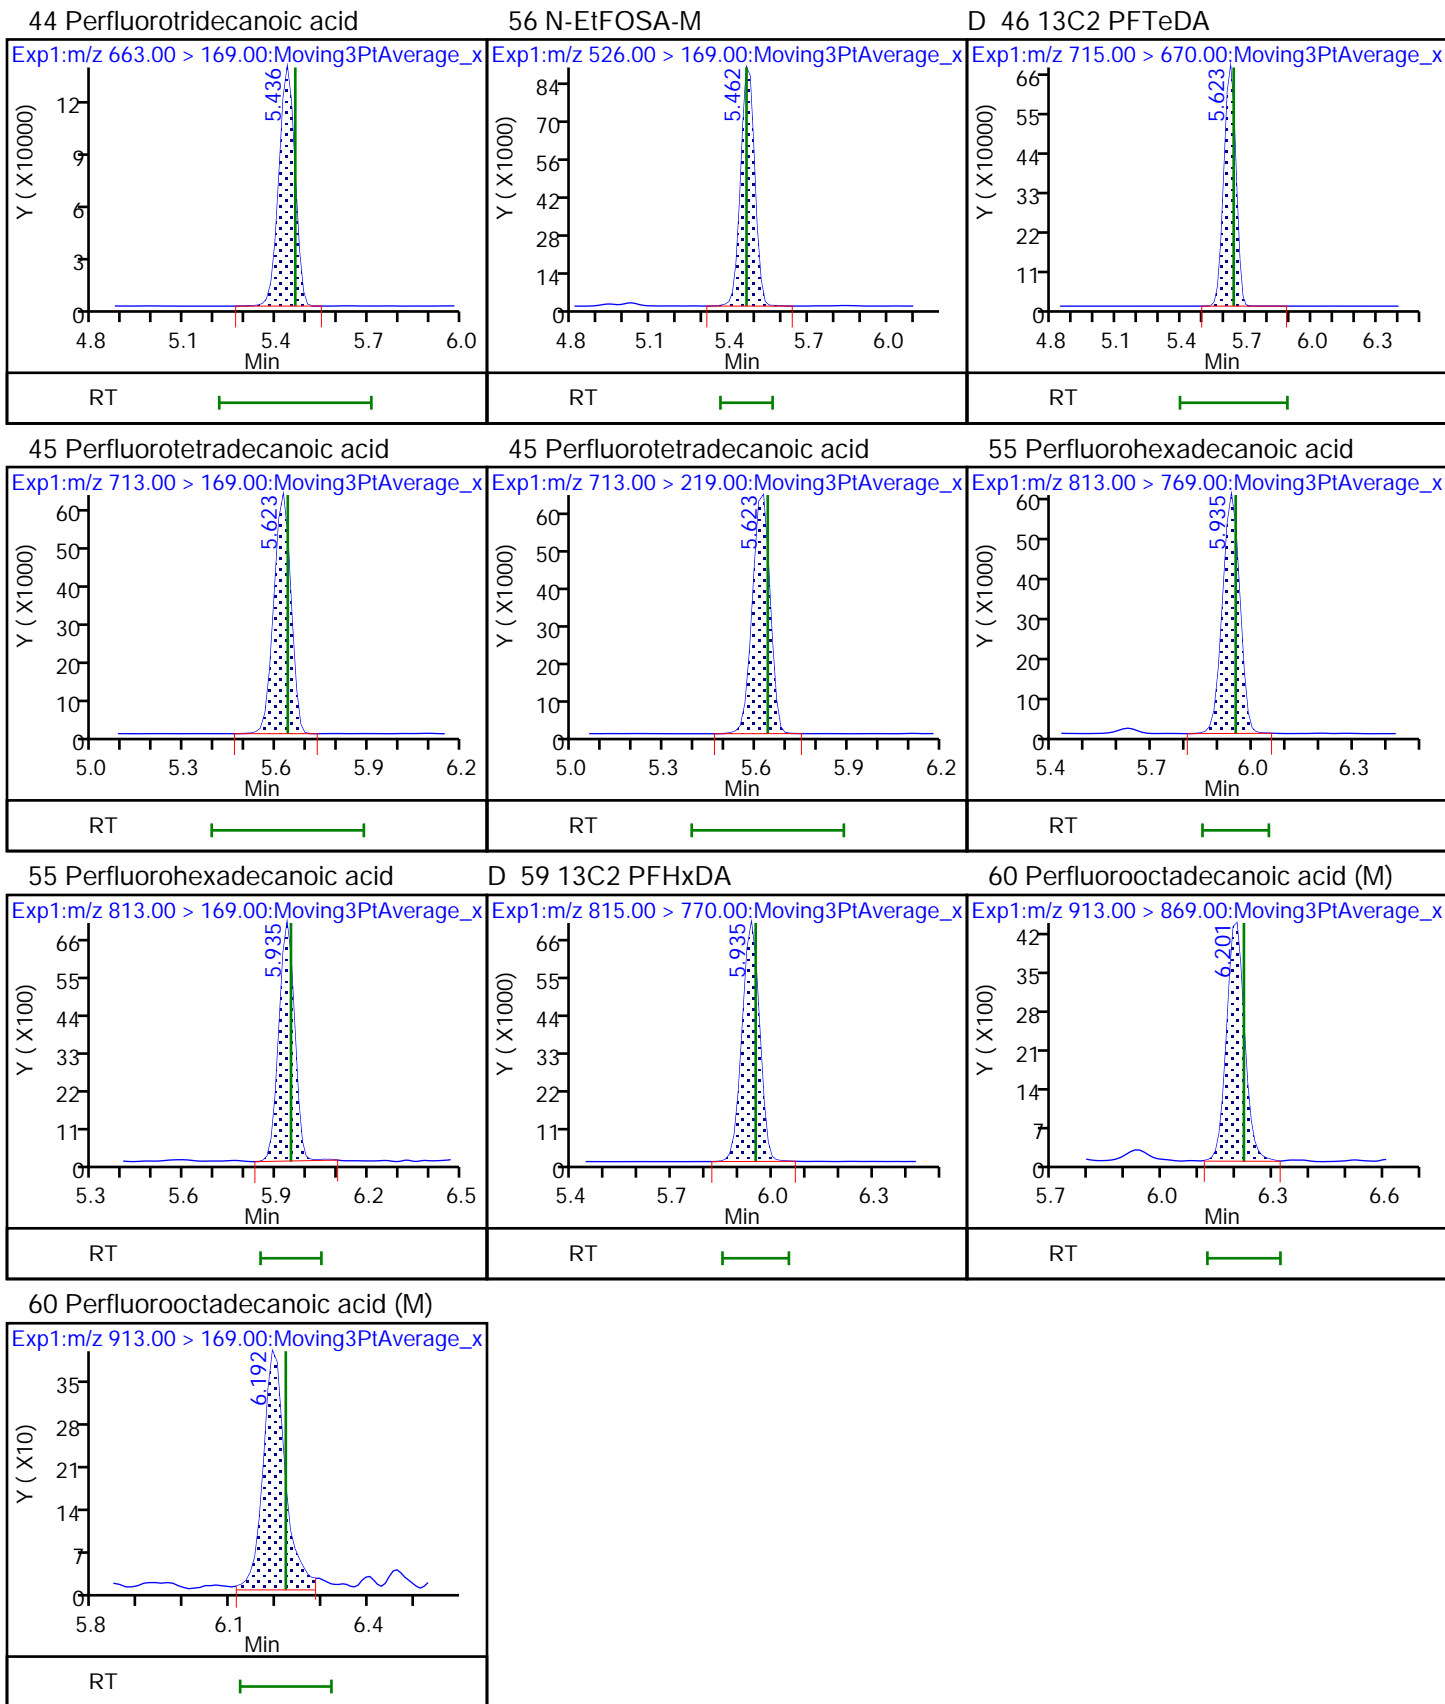 44 Perfluorotridecanoic acid
Exp1:m/z 663.00 > 169.00:Moving3PtAverage_x
5.436
Y ( X10000)
12
9
6
3
0
4.8 5.1 5.4 5.7 6.0
Min
RT
56 N-EtFOSA-M
Exp1:m/z 526.00 > 169.00:Moving3PtAverage_x
5.462
Y ( X1000)
84
70
56
42
28
14
0
4.8 5.1 5.4 5.7 6.0
Min
RT
D 46 13C2 PFTeDA
Exp1:m/z 715.00 > 670.00:Moving3PtAverage_x
5.623
Y ( X10000)
66
55
44
33
22
11
0
4.8 5.1 5.4 5.7 6.0 6.3
Min
RT
45 Perfluorotetradecanoic acid
Exp1:m/z 713.00 > 169.00:Moving3PtAverage_x
5.623
Y ( X1000)
60
50
40
30
20
10
0
5.0 5.3 5.6 5.9 6.2
Min
RT
45 Perfluorotetradecanoic acid
Exp1:m/z 713.00 > 219.00:Moving3PtAverage_x
5.623
Y ( X1000)
60
50
40
30
20
10
0
5.0 5.3 5.6 5.9 6.2
Min
RT
55 Perfluorohexadecanoic acid
Exp1:m/z 813.00 > 769.00:Moving3PtAverage_x
5.935
Y ( X1000)
60
50
40
30
20
10
0
5.4 5.7 6.0 6.3
Min
RT
55 Perfluorohexadecanoic acid
Exp1:m/z 813.00 > 169.00:Moving3PtAverage_x
5.935
Y ( X100)
66
55
44
33
22
11
0
5.3 5.6 5.9 6.2 6.5
Min
RT
D 59 13C2 PFHxDA
Exp1:m/z 815.00 > 770.00:Moving3PtAverage_x
5.935
Y ( X1000)
66
55
44
33
22
11
0
5.4 5.7 6.0 6.3
Min
RT
60 Perfluorooctadecanoic acid (M)
Exp1:m/z 913.00 > 869.00:Moving3PtAverage_x
6.201
Y ( X100)
42
35
28
21
14
7
0
5.7 6.0 6.3 6.6
Min
RT
60 Perfluorooctadecanoic acid (M)
Exp1:m/z 913.00 > 169.00:Moving3PtAverage_x
6.192
Y ( X10)
35
28
21
14
7
0
5.8 6.1 6.4
Min
RT